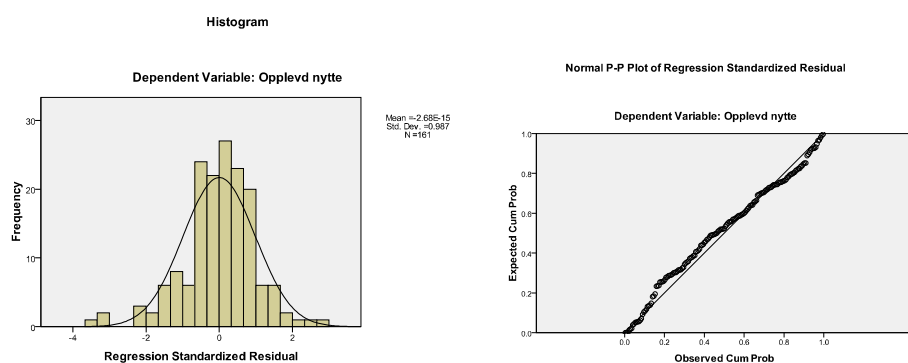 Histogram
Dependent Variable: Opplevd nytte
Mean =-2.68E-15
Std. Dev. =0.987
N =161
30
20
10
0
Frequency
-4
-2
0
2
Regression Standardized Residual
Normal P-P Plot of Regression Standardized Residual
Dependent Variable: Opplevd nytte
1.0
0.8
0.6
0.4
0.2
0.0
Expected Cum Prob
0.0
0.2
0.4
0.6
0.8
1.0
Observed Cum Prob